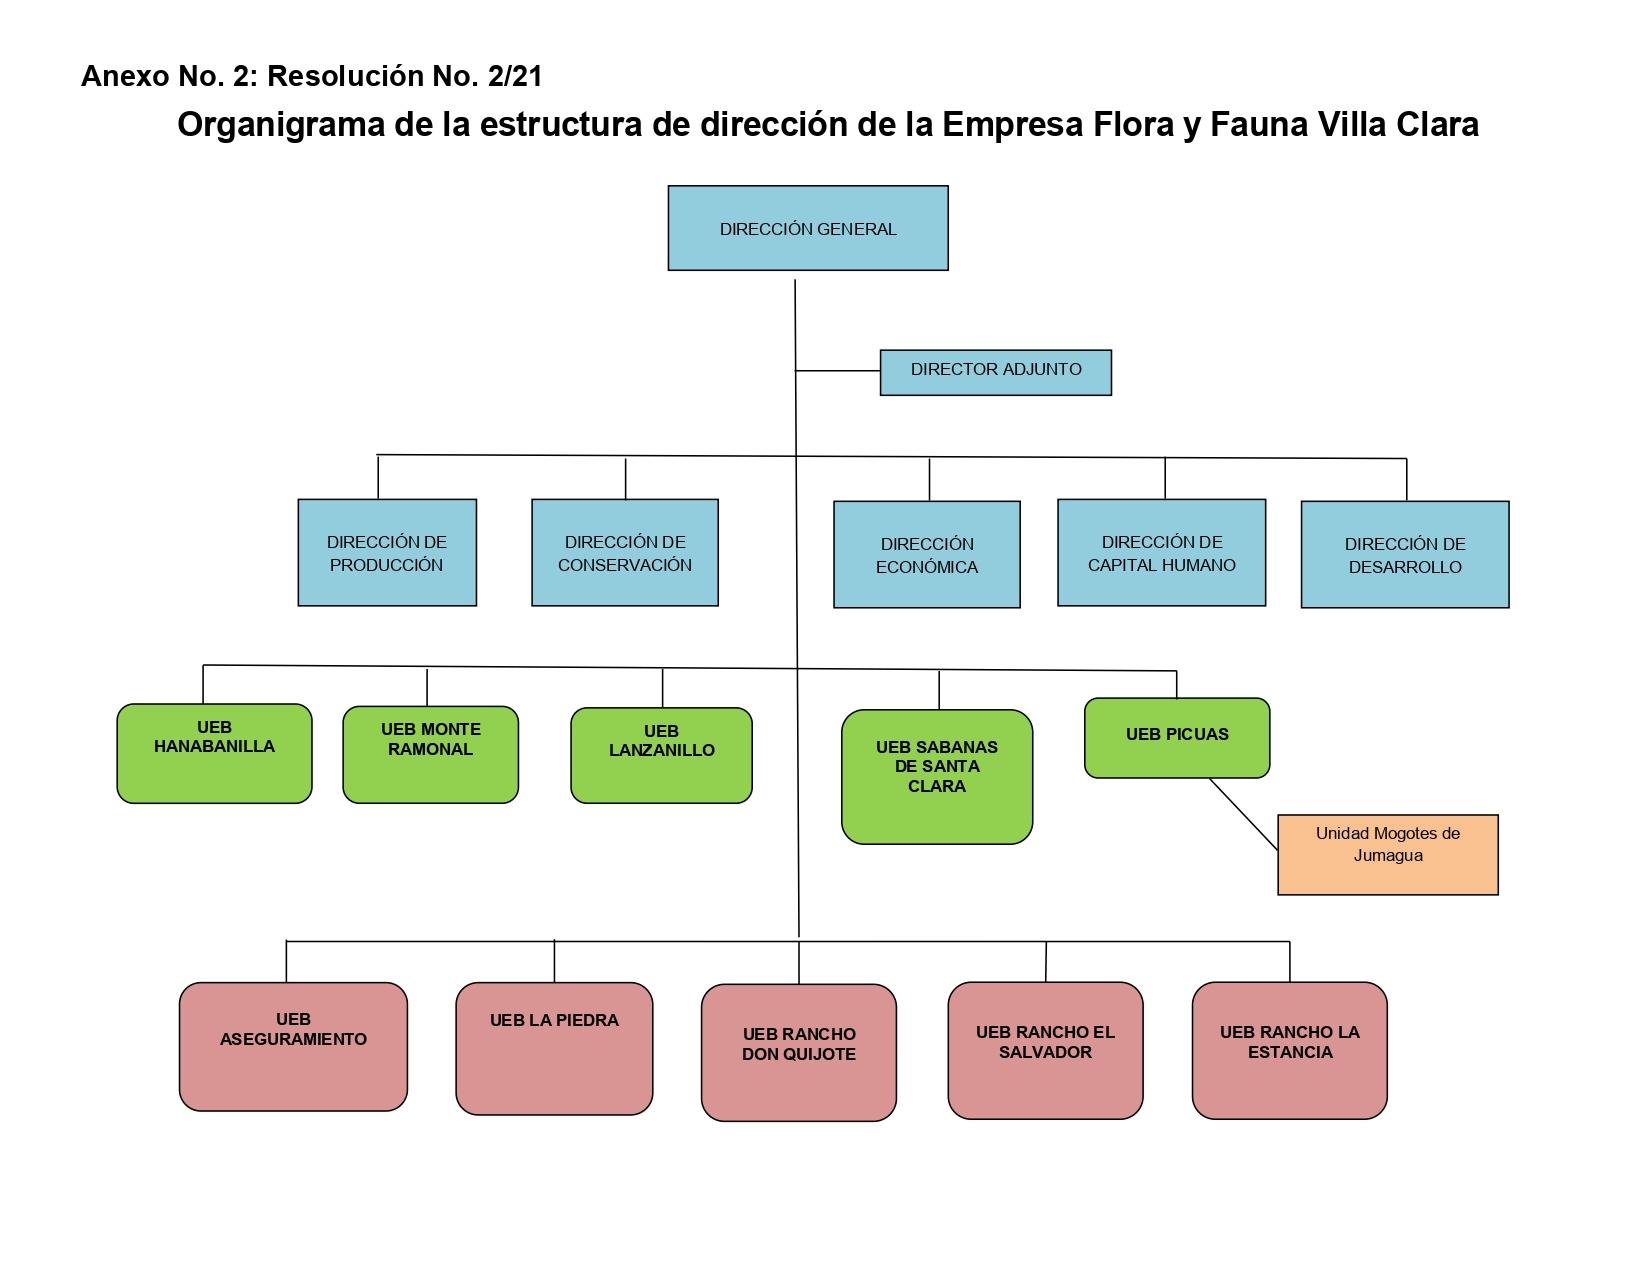 Anexo No. 2: Resolución No. 2/21
Organigrama de la estructura de dirección de la Empresa Flora y Fauna Villa Clara
DIRECCIÓN GENERAL
DIRECTOR ADJUNTO
DIRECCIÓN DE
PRODUCCIÓN
DIRECCIÓN DE
CONSERVACIÓN
DIRECCIÓN
ECONÓMICA
DIRECCIÓN DE
CAPITAL HUMANO
DIRECCIÓN DE
DESARROLLO
UEB
HANABANILLA
UEB MONTE
RAMONAL
UEB
LANZANILLO
UEB SABANAS
DE SANTA
CLARA
UEB PICUAS
Unidad Mogotes de
Jumagua
UEB
ASEGURAMIENTO
UEB LA PIEDRA
UEB RANCHO
DON QUIJOTE
UEB RANCHO EL
SALVADOR
UEB RANCHO LA
ESTANCIA